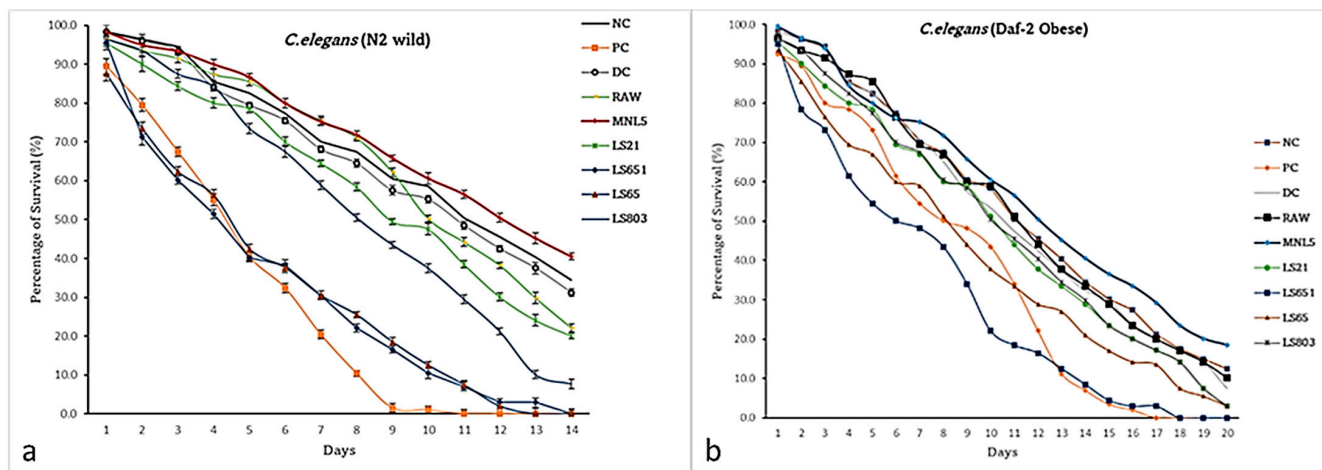 C.elegans (N2 wild)
Percentage of Survival (%)
100.0
90.0
80.0
70.0
60.0
50.0
40.0
30.0
20.0
10.0
0.0
1 2 3 4 5 6 7 8 9 10 11 12 13 14
Days
NC
PC
DC
RAW
MNL5
LS21
LS651
LS65
LS803
a
C.elegans (Daf-2 Obese)
Percentage of Survival (%)
100.0
90.0
80.0
70.0
60.0
50.0
40.0
30.0
20.0
10.0
0.0
1 2 3 4 5 6 7 8 9 10 11 12 13 14 15 16 17 18 19 20
Days
NC
PC
DC
RAW
MNL5
LS21
LS651
LS65
LS803
b